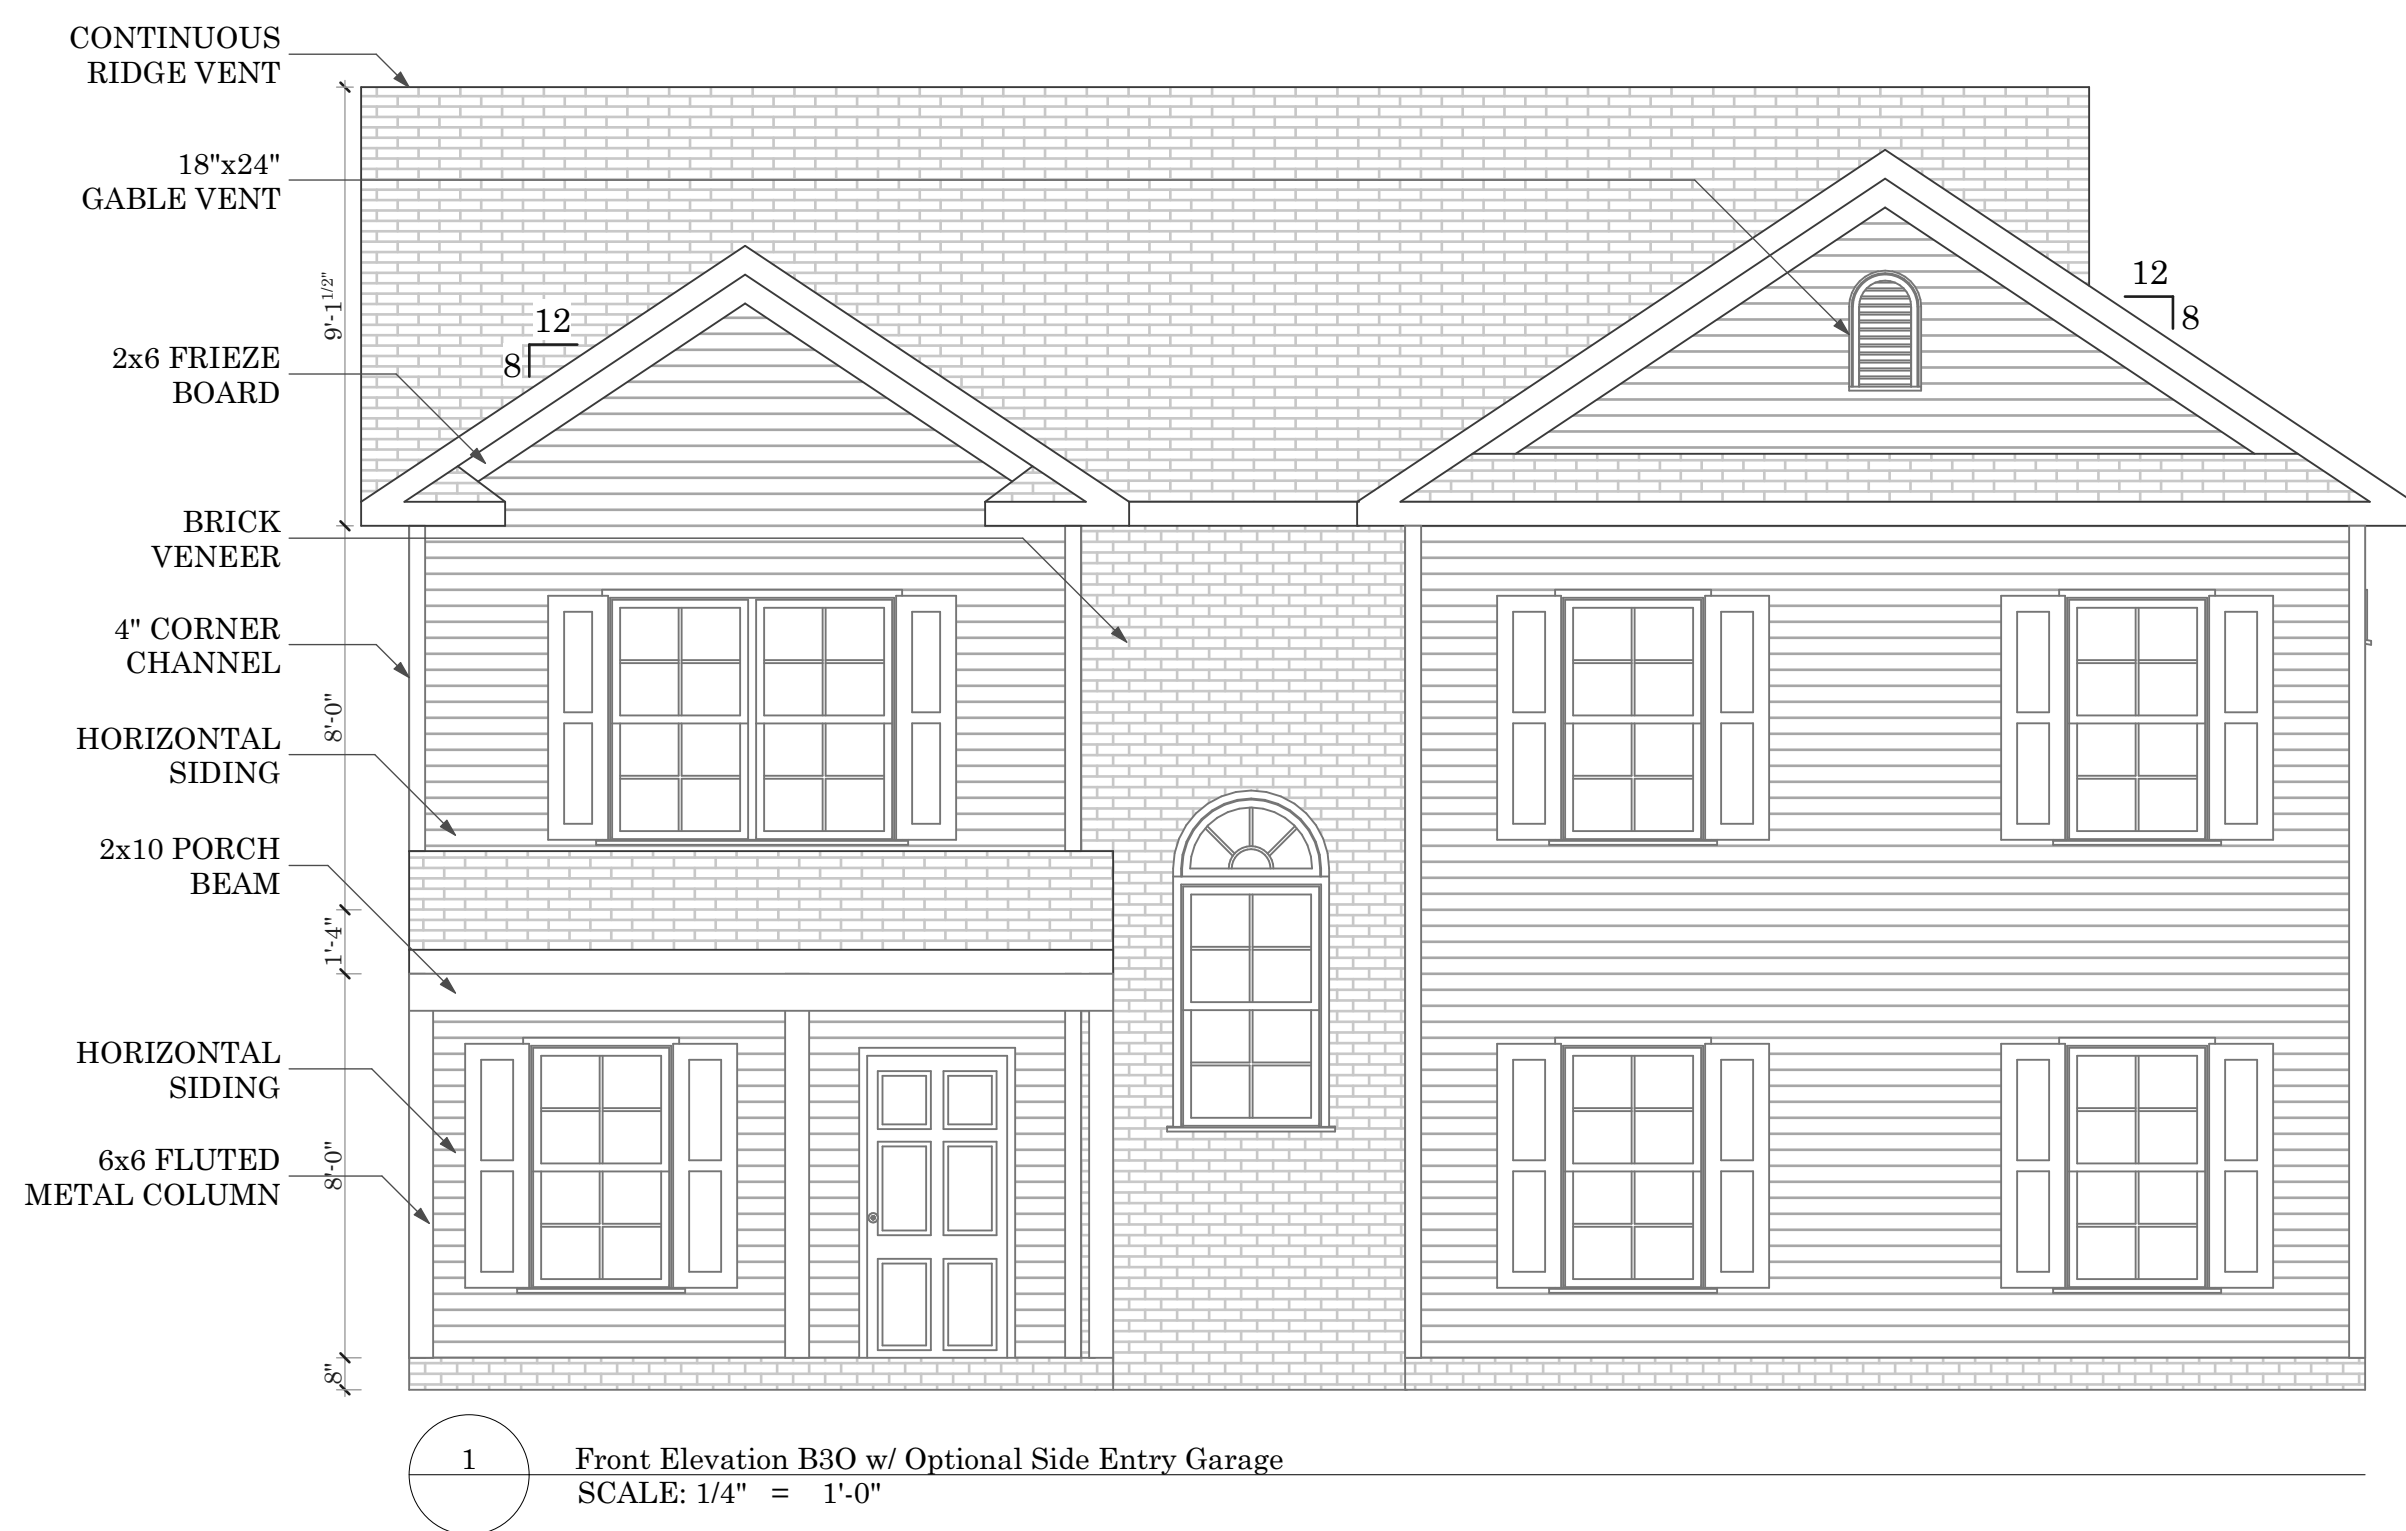 CONTINUOUS
RIDGE VENT
18"x24"
GABLE VENT
12
8
12
8
9'-1 1/2"
2x6 FRIEZE
BOARD
BRICK
VENEER
4" CORNER
CHANNEL
8'-0"
HORIZONTAL
SIDING
2x10 PORCH
BEAM
1'-4"
HORIZONTAL
SIDING
8'-0"
6x6 FLUTED
METAL COLUMN
8"
1
Front Elevation B3O w/ Optional Side Entry Garage
SCALE: 1/4" = 1'-0"